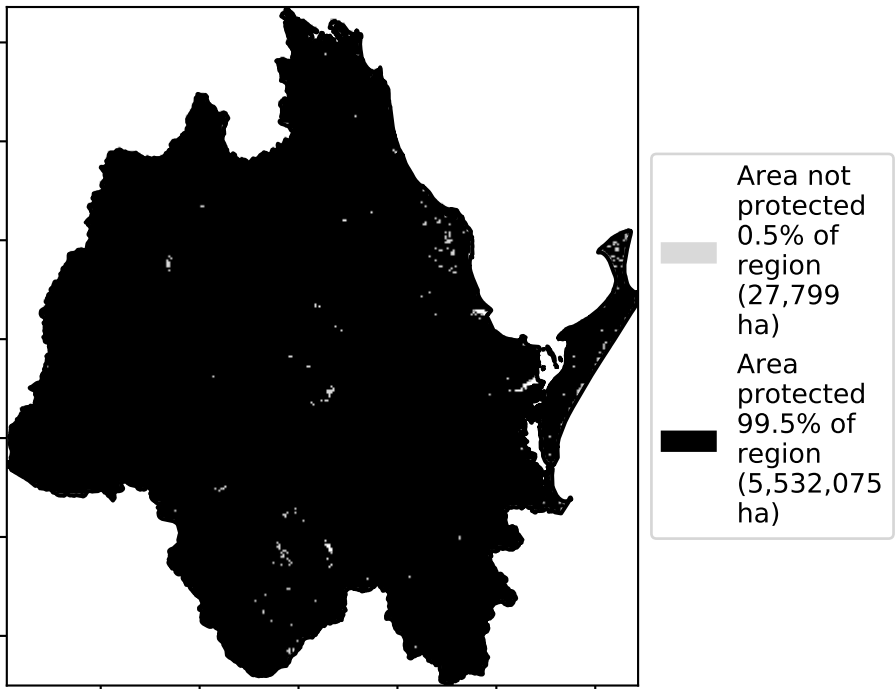 Area not
protected
0.5% of
region
(27,799
ha)
Area
protected
99.5% of
region
(5,532,075
ha)